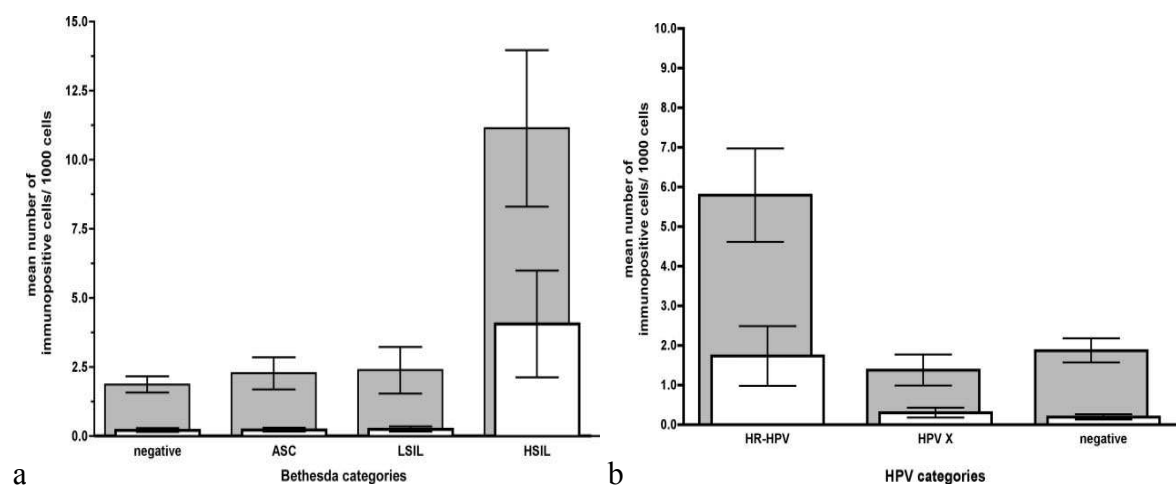 15.0
12.5
10.0
7.5
5.0
2.5
0.0
mean number of
immunopositive cells/ 1000 cells
negative ASC LSIL HSIL
Bethesda categories
a
10.0
9.0
8.0
7.0
6.0
5.0
4.0
3.0
2.0
1.0
0.0
mean number of
immunopositive cells/ 1000 cells
HR-HPV HPV X negative
HPV categories
b